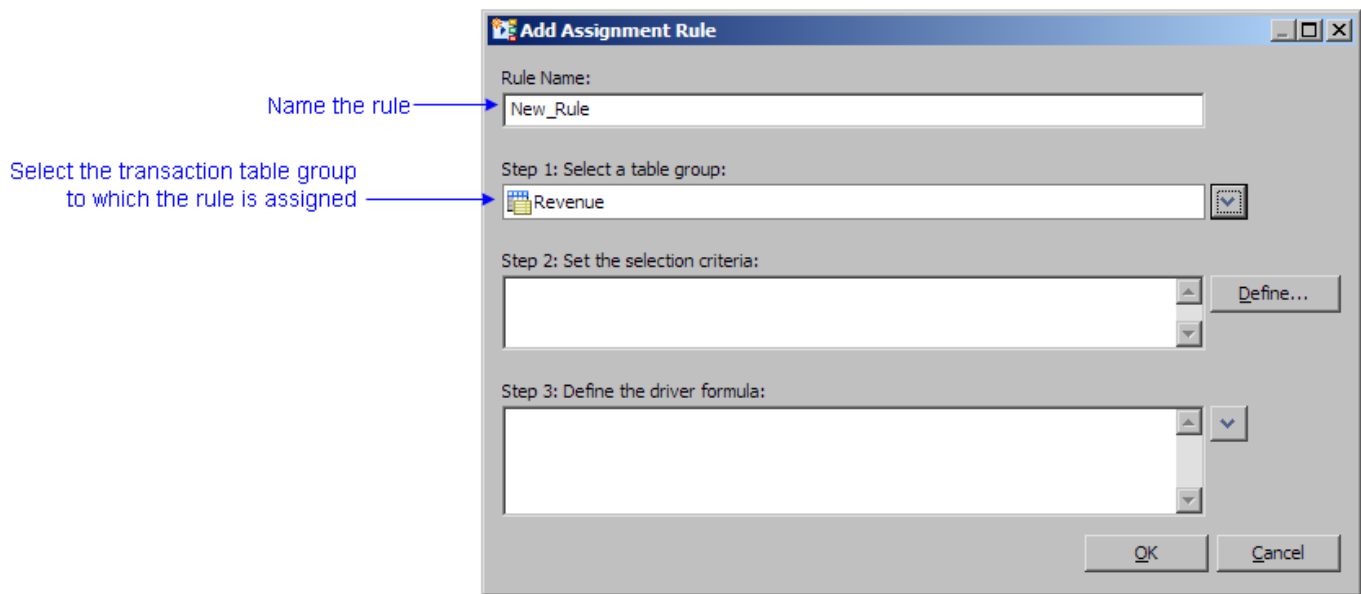 Add Assignment Rule
Rule Name:
Name the rule
New_Rule
Step 1: Select a table group:
Select the transaction table group
to which the rule is assigned
Revenue
Step 2: Set the selection criteria:
Define...
Step 3: Define the driver formula:
OK
Cancel